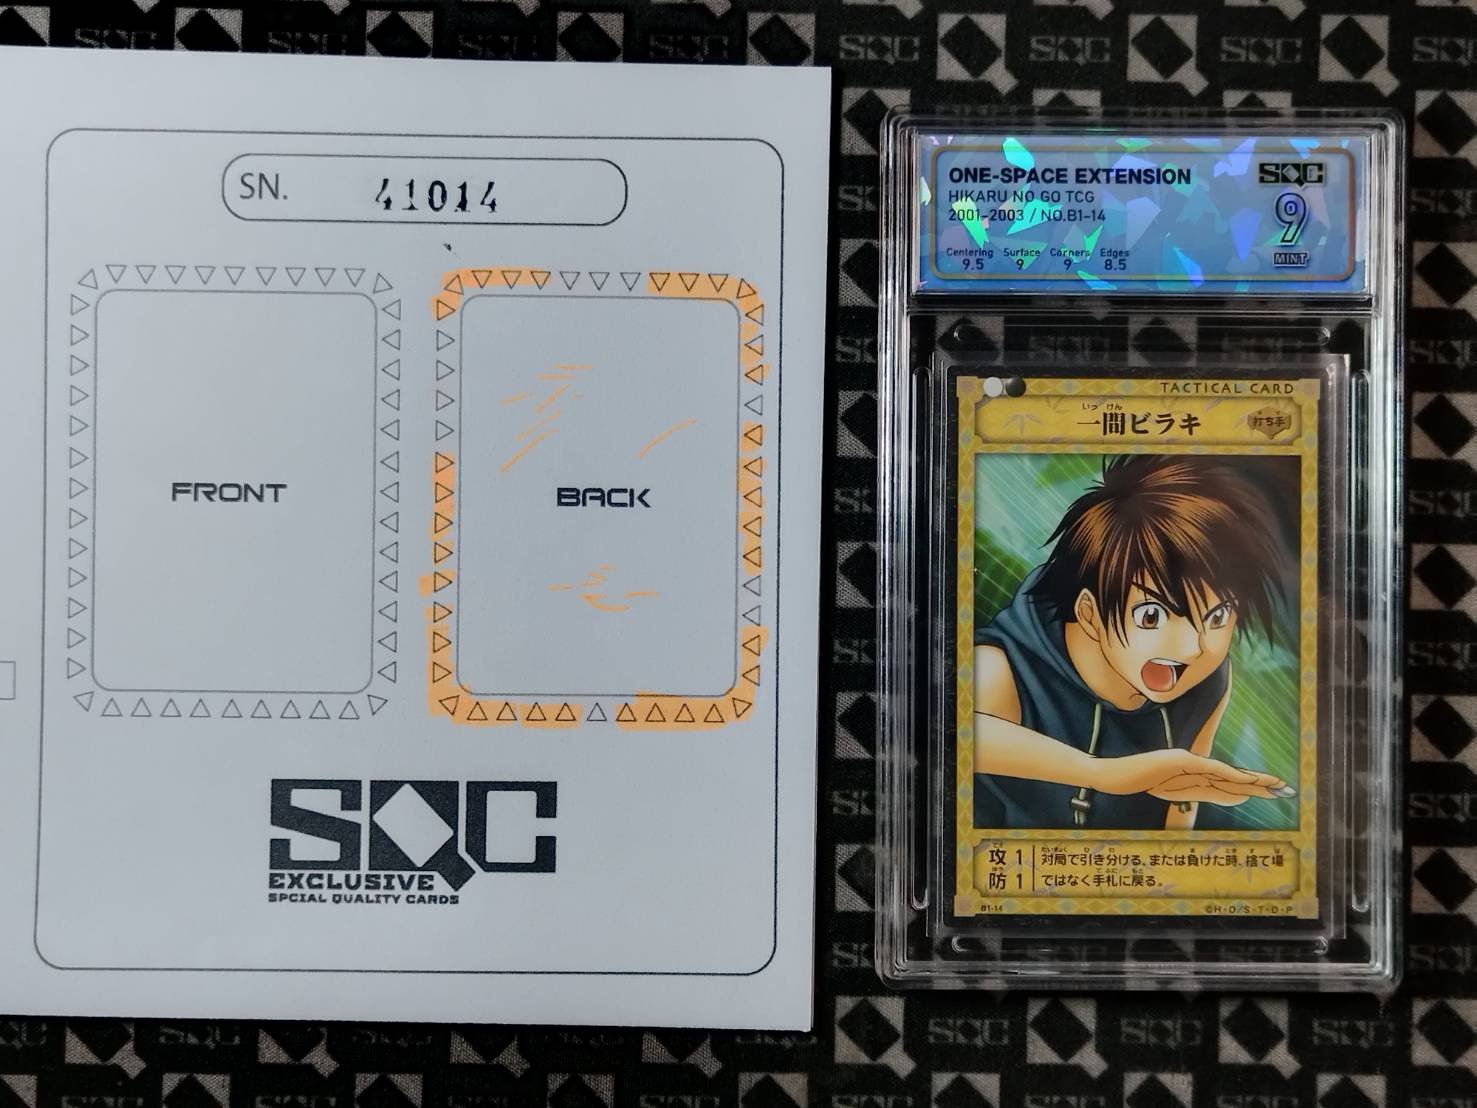 SN. 41014
FRONT
BACK
SQC
EXCLUSIVE
SPCIAL QUALITY CARDS
ONE-SPACE EXTENSION
HIKARU NO GO TCG
2001-2003 / NO.B1-14
Centering Surface Corners Edges
9.5 9 9 8.5
SQC
9
MINT
TACTICAL CARD
いっ けん
一間ビラキ
打ち手
攻 1
防 1
対局で引き分ける、または負けた時、捨て場
ではなく手札に戻る。
B1-14
©H・O/S・T・D・P